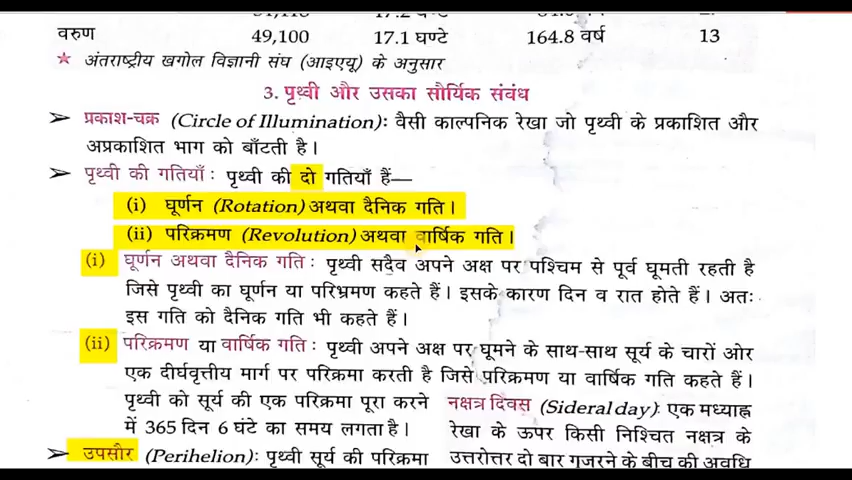 वरुण 49,100 17.1 घण्टे 164.8 वर्ष 13
★ अंतराष्ट्रीय खगोल विज्ञानी संघ (आइएयू) के अनुसार
3. पृथ्वी और उसका सौर्यिक संबंध
➢ प्रकाश-चक्र (Circle of Illumination): वैसी काल्पनिक रेखा जो पृथ्वी के प्रकाशित और
अप्रकाशित भाग को बाँटती है।
➢ पृथ्वी की गतियाँ: पृथ्वी की दो गतियाँ हैं—
(i) घूर्णन (Rotation) अथवा दैनिक गति।
(ii) परिक्रमण (Revolution) अथवा वार्षिक गति।
(i) घूर्णन अथवा दैनिक गति: पृथ्वी सदैव अपने अक्ष पर पश्चिम से पूर्व घूमती रहती है
जिसे पृथ्वी का घूर्णन या परिभ्रमण कहते हैं। इसके कारण दिन व रात होते हैं। अतः
इस गति को दैनिक गति भी कहते हैं।
(ii) परिक्रमण या वार्षिक गति: पृथ्वी अपने अक्ष पर घूमने के साथ-साथ सूर्य के चारों ओर
एक दीर्घवृत्तीय मार्ग पर परिक्रमा करती है जिसे परिक्रमण या वार्षिक गति कहते हैं।
पृथ्वी को सूर्य की एक परिक्रमा पूरा करने
में 365 दिन 6 घंटे का समय लगता है।
➢ उपसौर (Perihelion): पृथ्वी सूर्य की परिक्रमा
नक्षत्र दिवस (Sideral day): एक मध्याह्न
रेखा के ऊपर किसी निश्चित नक्षत्र के
उत्तरोत्तर दो बार गुजरने के बीच की अवधि